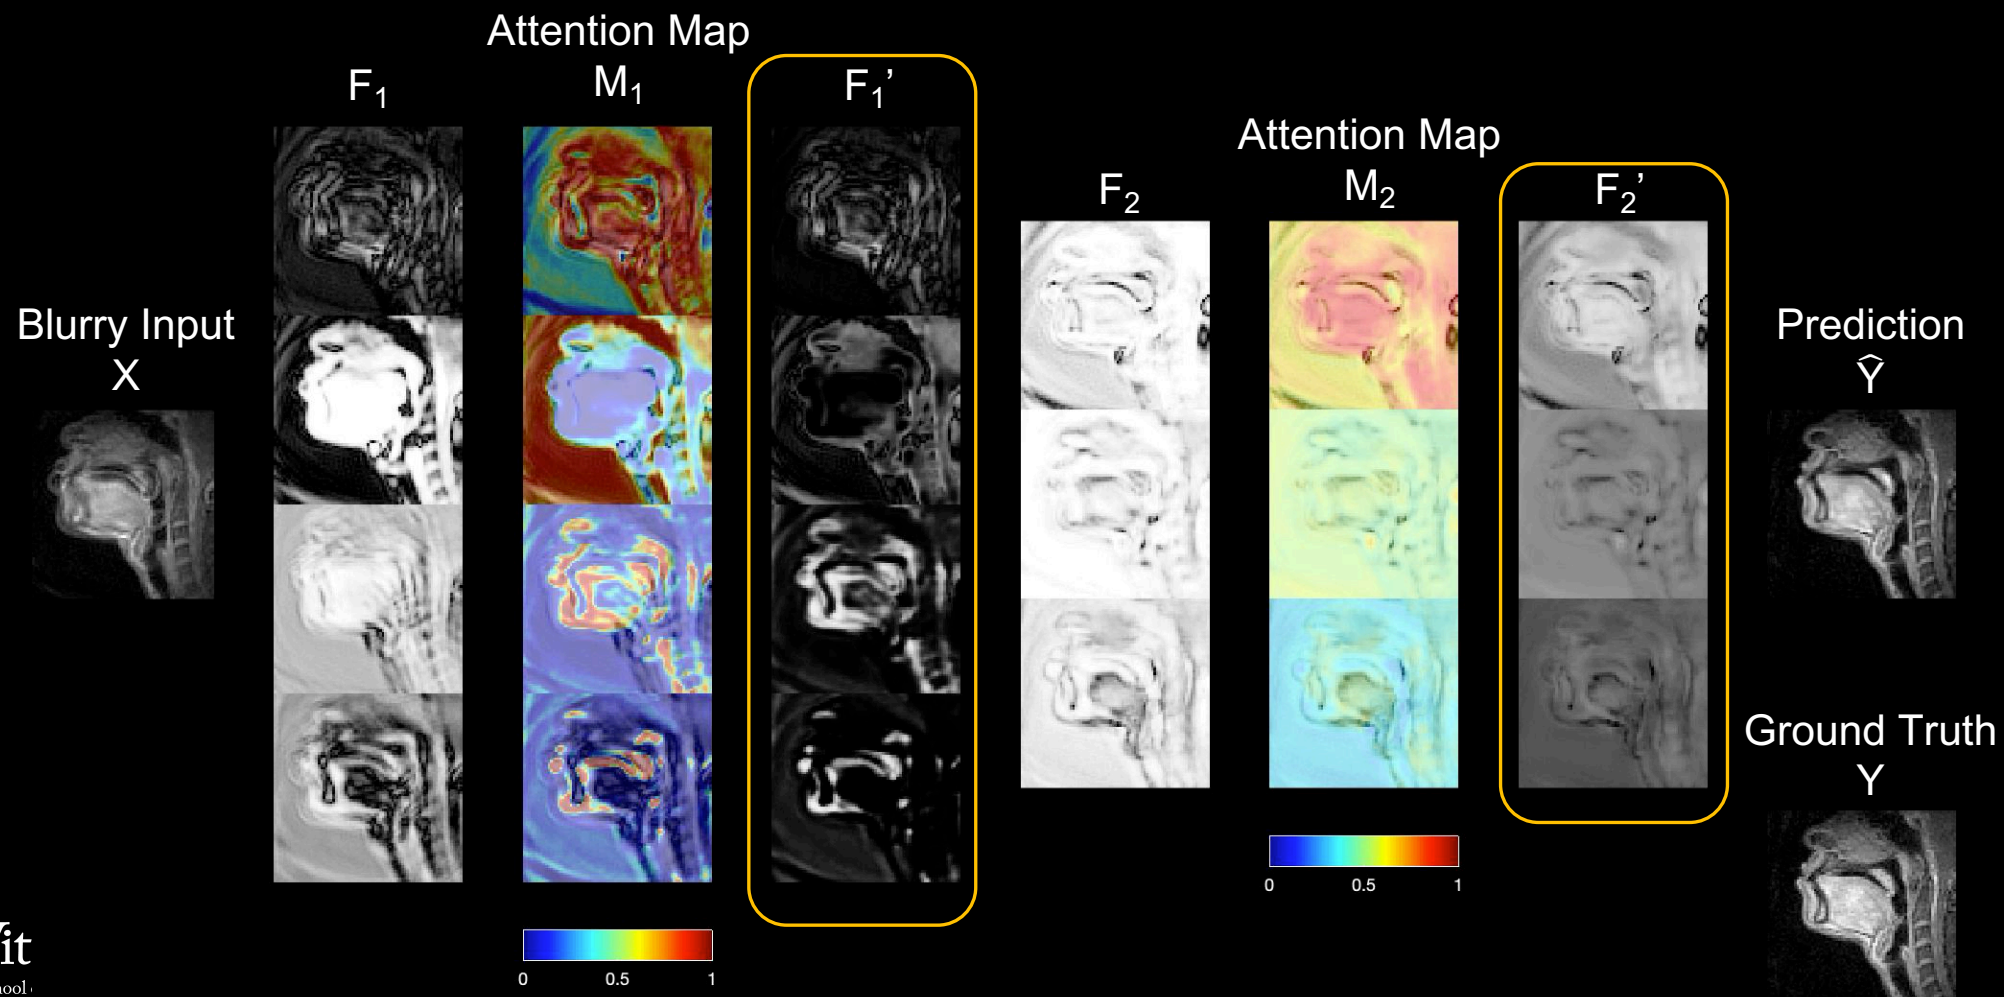 Blurry Input
X
F₁
Attention Map
M₁
F₁’
0 0.5 1
F₂
Attention Map
M₂
F₂’
0 0.5 1
Prediction
Ŷ
Ground Truth
Y